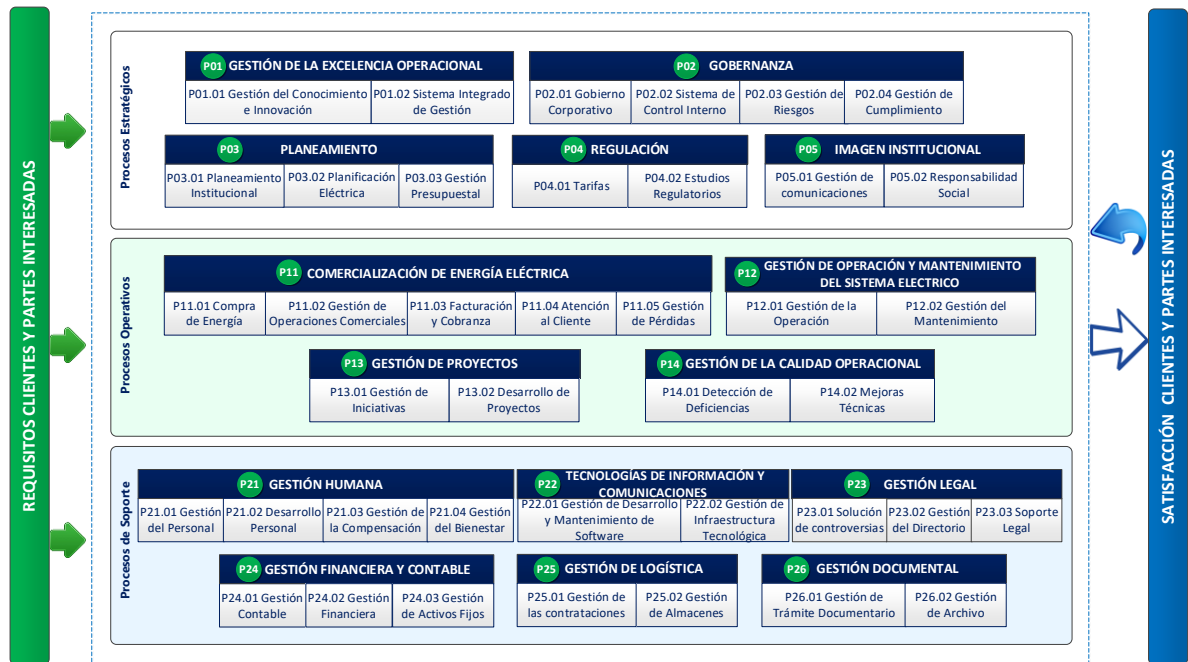 REQUISITOS CLIENTES Y PARTES INTERESADAS
Procesos Estratégicos
P01 GESTIÓN DE LA EXCELENCIA OPERACIONAL
P01.01 Gestión del Conocimiento
e Innovación
P01.02 Sistema Integrado
de Gestión
P02 GOBERNANZA
P02.01 Gobierno
Corporativo
P02.02 Sistema de
Control Interno
P02.03 Gestión de
Riesgos
P02.04 Gestión de
Cumplimiento
P03 PLANEAMIENTO
P03.01 Planeamiento
Institucional
P03.02 Planificación
Eléctrica
P03.03 Gestión
Presupuestal
P04 REGULACIÓN
P04.01 Tarifas
P04.02 Estudios
Regulatorios
P05 IMAGEN INSTITUCIONAL
P05.01 Gestión de
comunicaciones
P05.02 Responsabilidad
Social
Procesos Operativos
P11 COMERCIALIZACIÓN DE ENERGÍA ELÉCTRICA
P11.01 Compra
de Energía
P11.02 Gestión de
Operaciones Comerciales
P11.03 Facturación
y Cobranza
P11.04 Atención
al Cliente
P11.05 Gestión
de Pérdidas
P12 GESTIÓN DE OPERACIÓN Y MANTENIMIENTO
DEL SISTEMA ELECTRICO
P12.01 Gestión de la
Operación
P12.02 Gestión del
Mantenimiento
P13 GESTIÓN DE PROYECTOS
P13.01 Gestión de
Iniciativas
P13.02 Desarrollo de
Proyectos
P14 GESTIÓN DE LA CALIDAD OPERACIONAL
P14.01 Detección de
Deficiencias
P14.02 Mejoras
Técnicas
Procesos de Soporte
P21 GESTIÓN HUMANA
P21.01 Gestión
del Personal
P21.02 Desarrollo
Personal
P21.03 Gestión de
la Compensación
P21.04 Gestión
del Bienestar
P22 TECNOLOGÍAS DE INFORMACIÓN Y
COMUNICACIONES
P22.01 Gestión de Desarrollo
y Mantenimiento de
Software
P22.02 Gestión de
Infraestructura
Tecnológica
P23 GESTIÓN LEGAL
P23.01 Solución
de controversias
P23.02 Gestión
del Directorio
P23.03 Soporte
Legal
P24 GESTIÓN FINANCIERA Y CONTABLE
P24.01 Gestión
Contable
P24.02 Gestión
Financiera
P24.03 Gestión
de Activos Fijos
P25 GESTIÓN DE LOGÍSTICA
P25.01 Gestión de
las contrataciones
P25.02 Gestión
de Almacenes
P26 GESTIÓN DOCUMENTAL
P26.01 Gestión de
Trámite Documentario
P26.02 Gestión
de Archivo
SATISFACCIÓN CLIENTES Y PARTES INTERESADAS